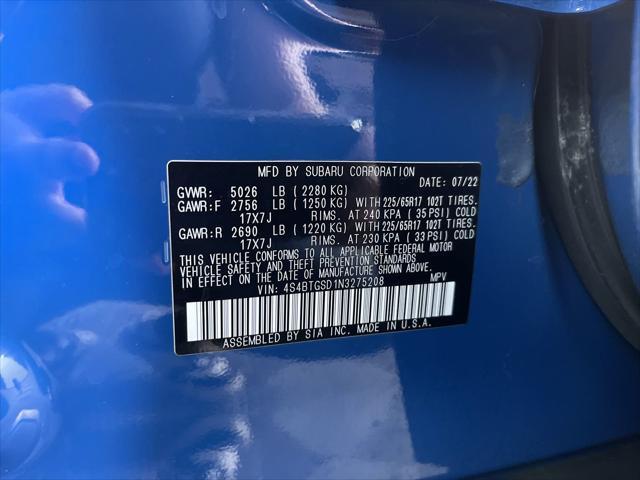 MFD BY SUBARU CORPORATION
DATE: 07/22
GVWR: 5026 LB ( 2280 KG)
GAWR:F 2756 LB ( 1250 KG) WITH 225/65R17 102T TIRES.
17X7J RIMS. AT 240 KPA ( 35 PSI) COLD
GAWR:R 2690 LB ( 1220 KG) WITH 225/65R17 102T TIRES.
17X7J RIMS. AT 230 KPA ( 33 PSI) COLD
THIS VEHICLE CONFORMS TO ALL APPLICABLE FEDERAL MOTOR
VEHICLE SAFETY AND THEFT PREVENTION STANDARDS
IN EFFECT ON THE DATE OF MANUFACTURE SHOWN ABOVE.
VIN: 4S4BTGSD1N3275208 MPV
ASSEMBLED BY SIA INC. MADE IN U.S.A.